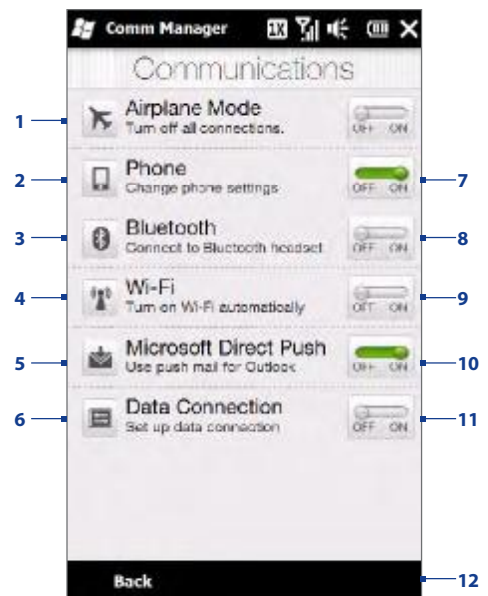 Comm Manager 1X
Communications
1 Airplane Mode
Turn off all connections.
OFF ON
2 Phone
Change phone settings
OFF ON 7
3 Bluetooth
Connect to Bluetooth headset
OFF ON 8
4 Wi-Fi
Turn on Wi-Fi automatically
OFF ON 9
5 Microsoft Direct Push
Use push mail for Outlook
OFF ON 10
6 Data Connection
Set up data connection
OFF ON 11
Back 12